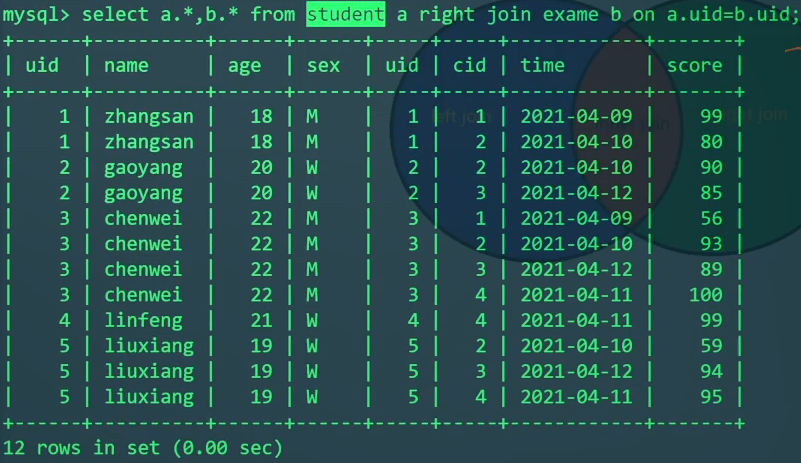 mysql> select a.*,b.* from student a right join exame b on a.uid=b.uid;
+------+----------+------+-----+------+-----+------------+-------+
| uid | name | age | sex | uid | cid | time | score |
+------+----------+------+-----+------+-----+------------+-------+
| 1 | zhangsan | 18 | M | 1 | 1 | 2021-04-09 | 99 |
| 1 | zhangsan | 18 | M | 1 | 2 | 2021-04-10 | 80 |
| 2 | gaoyang | 20 | W | 2 | 2 | 2021-04-10 | 90 |
| 2 | gaoyang | 20 | W | 2 | 3 | 2021-04-12 | 85 |
| 3 | chenwei | 22 | M | 3 | 1 | 2021-04-09 | 56 |
| 3 | chenwei | 22 | M | 3 | 2 | 2021-04-10 | 93 |
| 3 | chenwei | 22 | M | 3 | 3 | 2021-04-12 | 89 |
| 3 | chenwei | 22 | M | 3 | 4 | 2021-04-11 | 100 |
| 4 | linfeng | 21 | W | 4 | 4 | 2021-04-11 | 99 |
| 5 | liuxiang | 19 | W | 5 | 2 | 2021-04-10 | 59 |
| 5 | liuxiang | 19 | W | 5 | 3 | 2021-04-12 | 94 |
| 5 | liuxiang | 19 | W | 5 | 4 | 2021-04-11 | 95 |
+------+----------+------+-----+------+-----+------------+-------+
12 rows in set (0.00 sec)
left join
join